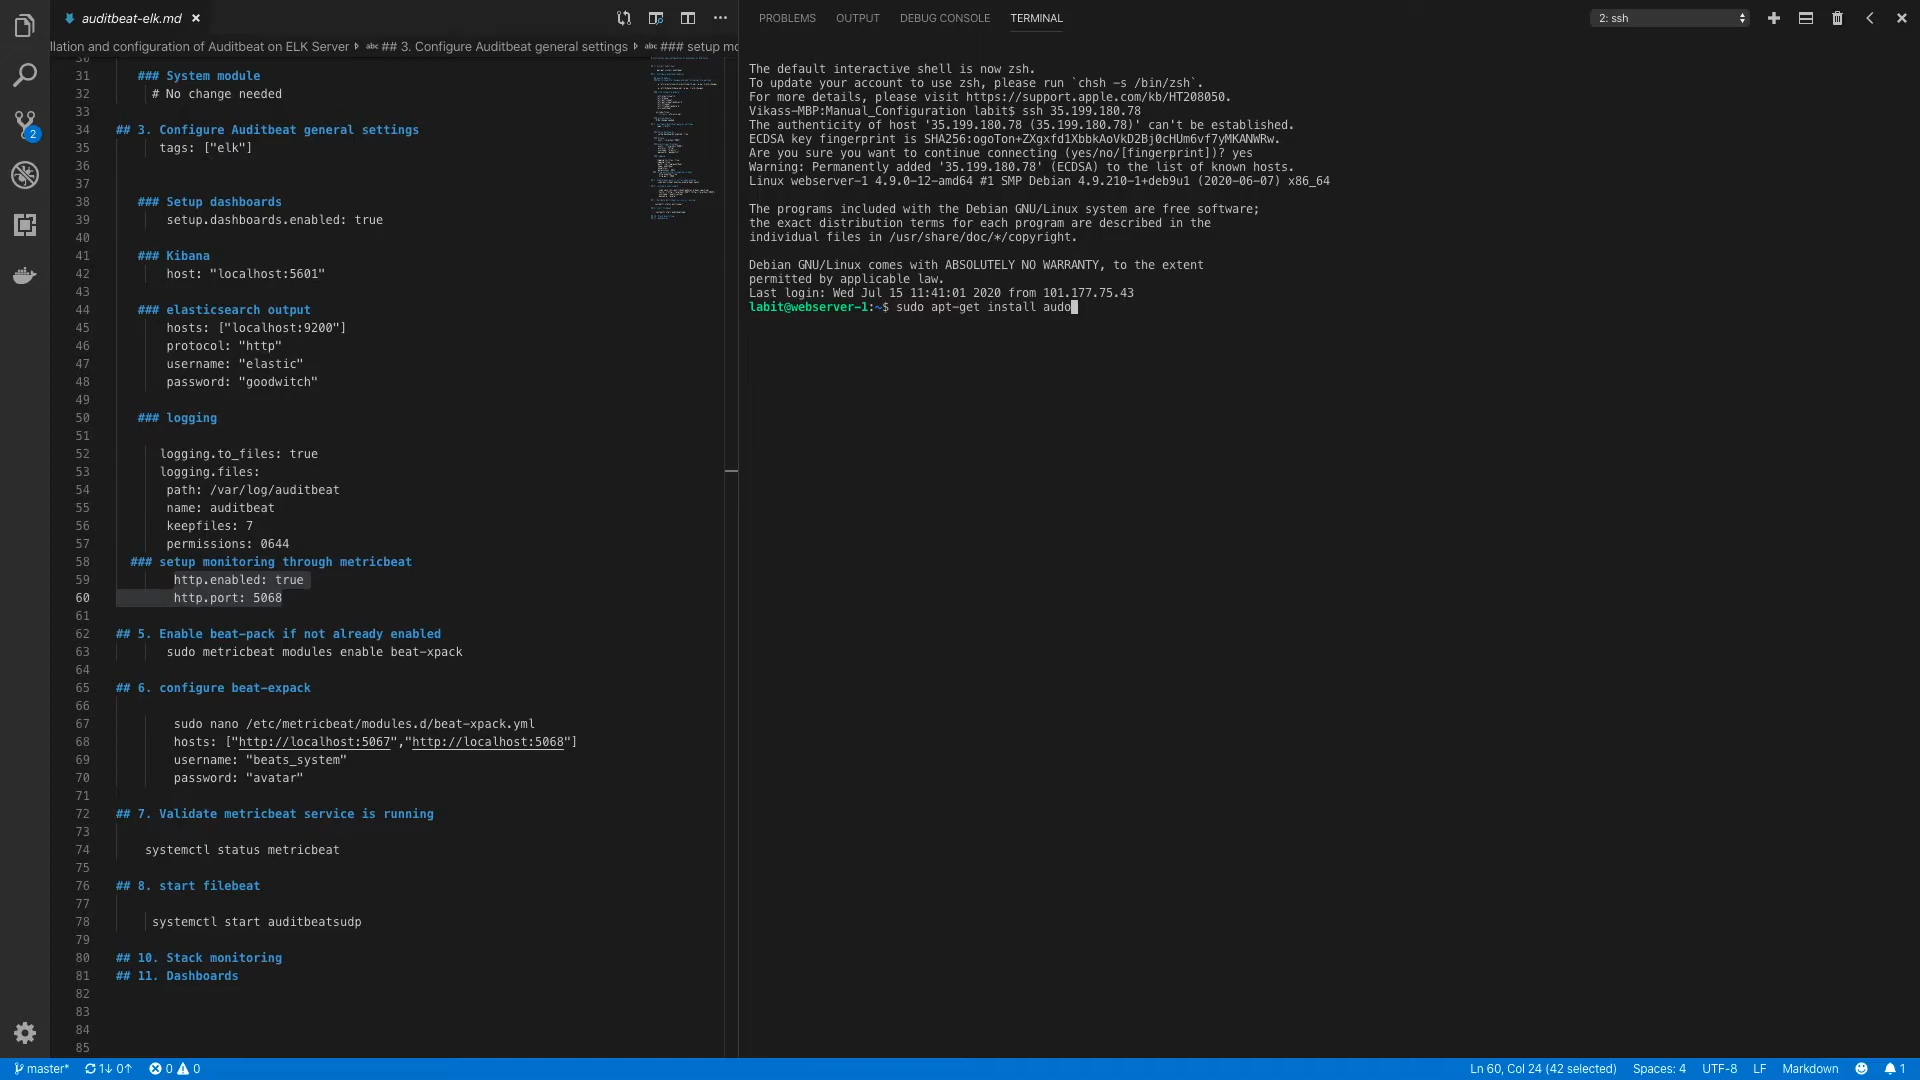 auditbeat-elk.md
PROBLEMS OUTPUT DEBUG CONSOLE TERMINAL
2: ssh
llation and configuration of Auditbeat on ELK Server abc ## 3. Configure Auditbeat general settings abc ### setup mo
30
31 ### System module
32 # No change needed
33
34 ## 3. Configure Auditbeat general settings
35 tags: ["elk"]
36
37
38 ### Setup dashboards
39 setup.dashboards.enabled: true
40
41 ### Kibana
42 host: "localhost:5601"
43
44 ### elasticsearch output
45 hosts: ["localhost:9200"]
46 protocol: "http"
47 username: "elastic"
48 password: "goodwitch"
49
50 ### logging
51
52 logging.to_files: true
53 logging.files:
54 path: /var/log/auditbeat
55 name: auditbeat
56 keepfiles: 7
57 permissions: 0644
58 ### setup monitoring through metricbeat
59 http.enabled: true
60 http.port: 5068
61
62 ## 5. Enable beat-pack if not already enabled
63 sudo metricbeat modules enable beat-xpack
64
65 ## 6. configure beat-expack
66
67 sudo nano /etc/metricbeat/modules.d/beat-xpack.yml
68 hosts: ["http://localhost:5067","http://localhost:5068"]
69 username: "beats_system"
70 password: "avatar"
71
72 ## 7. Validate metricbeat service is running
73
74 systemctl status metricbeat
75
76 ## 8. start filebeat
77
78 systemctl start auditbeatsudp
79
80 ## 10. Stack monitoring
81 ## 11. Dashboards
82
83
84
85
The default interactive shell is now zsh.
To update your account to use zsh, please run `chsh -s /bin/zsh`.
For more details, please visit https://support.apple.com/kb/HT208050.
Vikass-MBP:Manual_Configuration labit$ ssh 35.199.180.78
The authenticity of host '35.199.180.78 (35.199.180.78)' can't be established.
ECDSA key fingerprint is SHA256:ogoTon+ZXgxfd1XbbkAoVkD2Bj0cHUm6vf7yMKANWRw.
Are you sure you want to continue connecting (yes/no/[fingerprint])? yes
Warning: Permanently added '35.199.180.78' (ECDSA) to the list of known hosts.
Linux webserver-1 4.9.0-12-amd64 #1 SMP Debian 4.9.210-1+deb9u1 (2020-06-07) x86_64
The programs included with the Debian GNU/Linux system are free software;
the exact distribution terms for each program are described in the
individual files in /usr/share/doc/*/copyright.
Debian GNU/Linux comes with ABSOLUTELY NO WARRANTY, to the extent
permitted by applicable law.
Last login: Wed Jul 15 11:41:01 2020 from 101.177.75.43
labit@webserver-1:~$ sudo apt-get install audo
2
master* 1↓ 0↑ 0 0
Ln 60, Col 24 (42 selected) Spaces: 4 UTF-8 LF Markdown 1